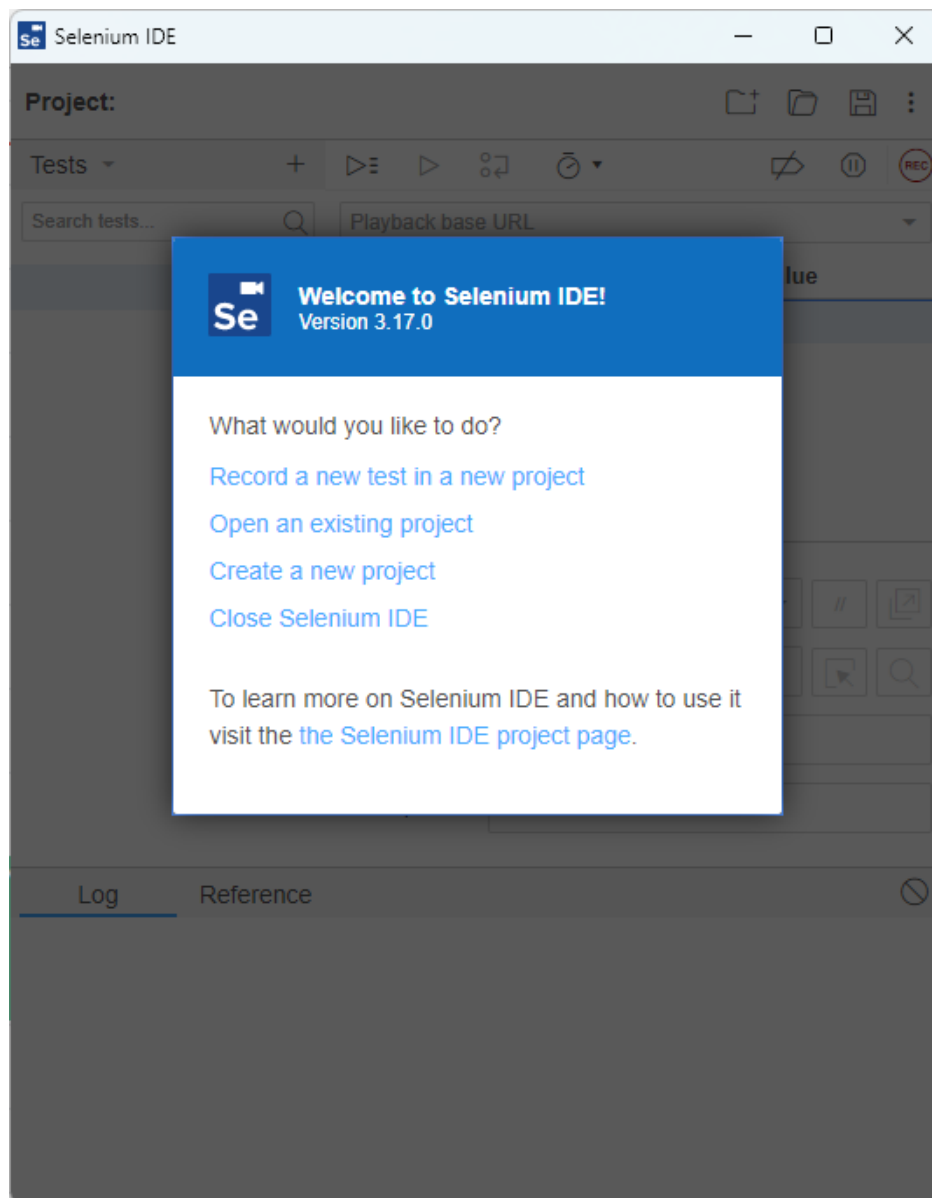 Se Selenium IDE
Project:
Tests
REC
Search tests...
Playback base URL
lue
Se
Welcome to Selenium IDE!
Version 3.17.0
What would you like to do?
Record a new test in a new project
Open an existing project
Create a new project
Close Selenium IDE
//
To learn more on Selenium IDE and how to use it
visit the the Selenium IDE project page.
Log
Reference